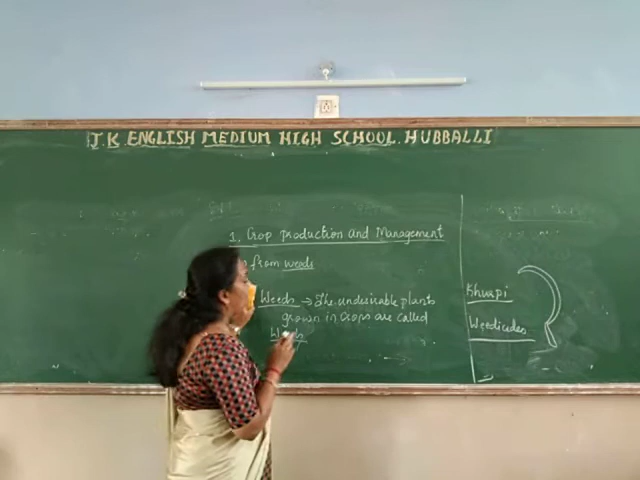 J.K ENGLISH MEDIUM HIGH SCHOOL. HUBBALLI
1. Crop production and Management
from weeds
Weeds → The undesirable plants
grown in crops are called
Weeds
Khurpi
Weedicides